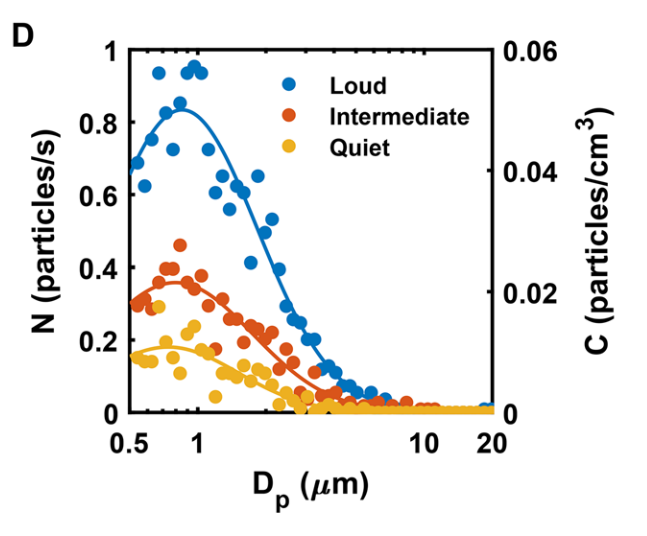 D
1
0.8
0.6
0.4
0.2
0
N (particles/s)
Loud
Intermediate
Quiet
0.06
0.04
0.02
0
C (particles/cm³)
0.5 1 10 20
Dₚ (μm)